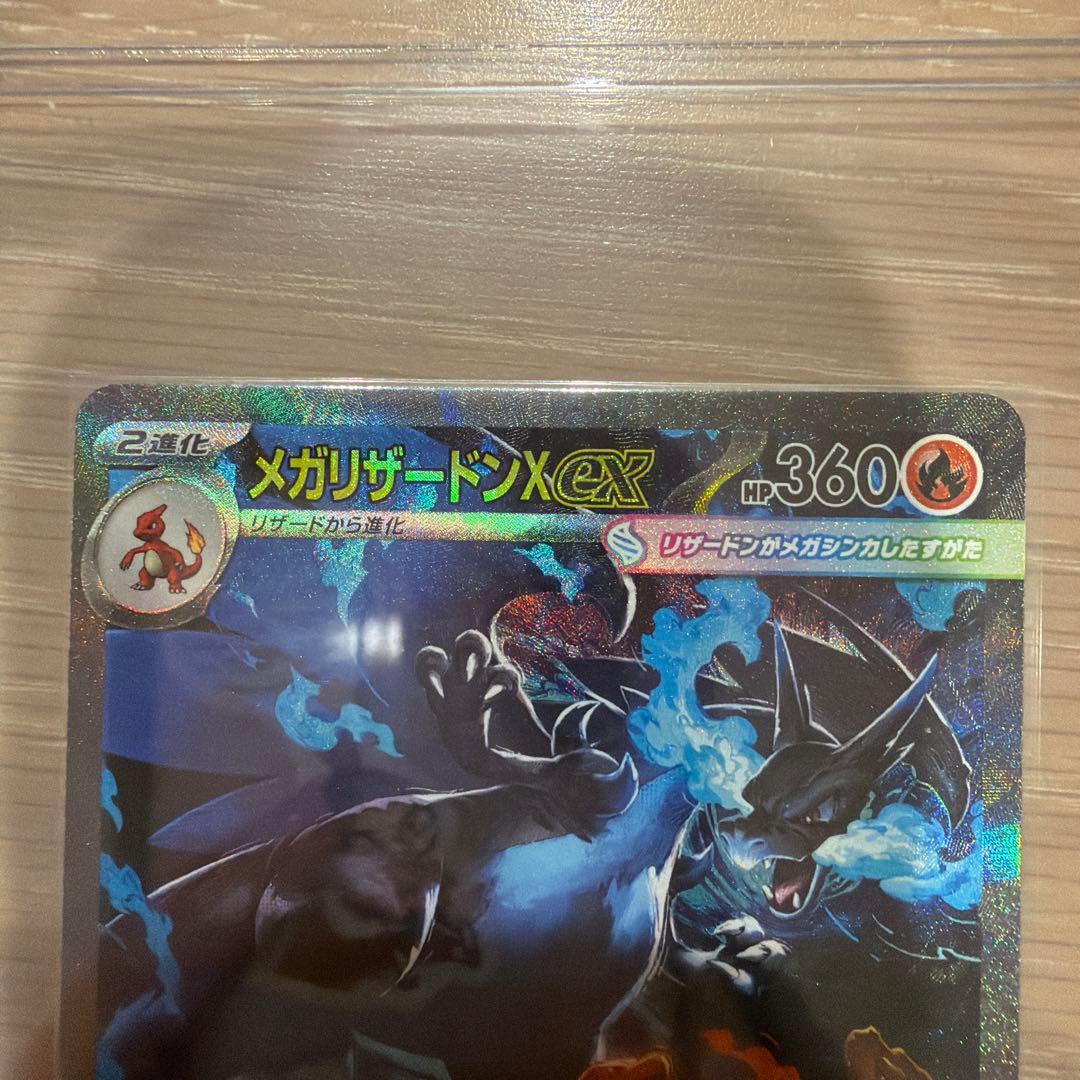 2進化
メガリザードンXex
HP360
リザードから進化
リザードンがメガシンカしたすがた